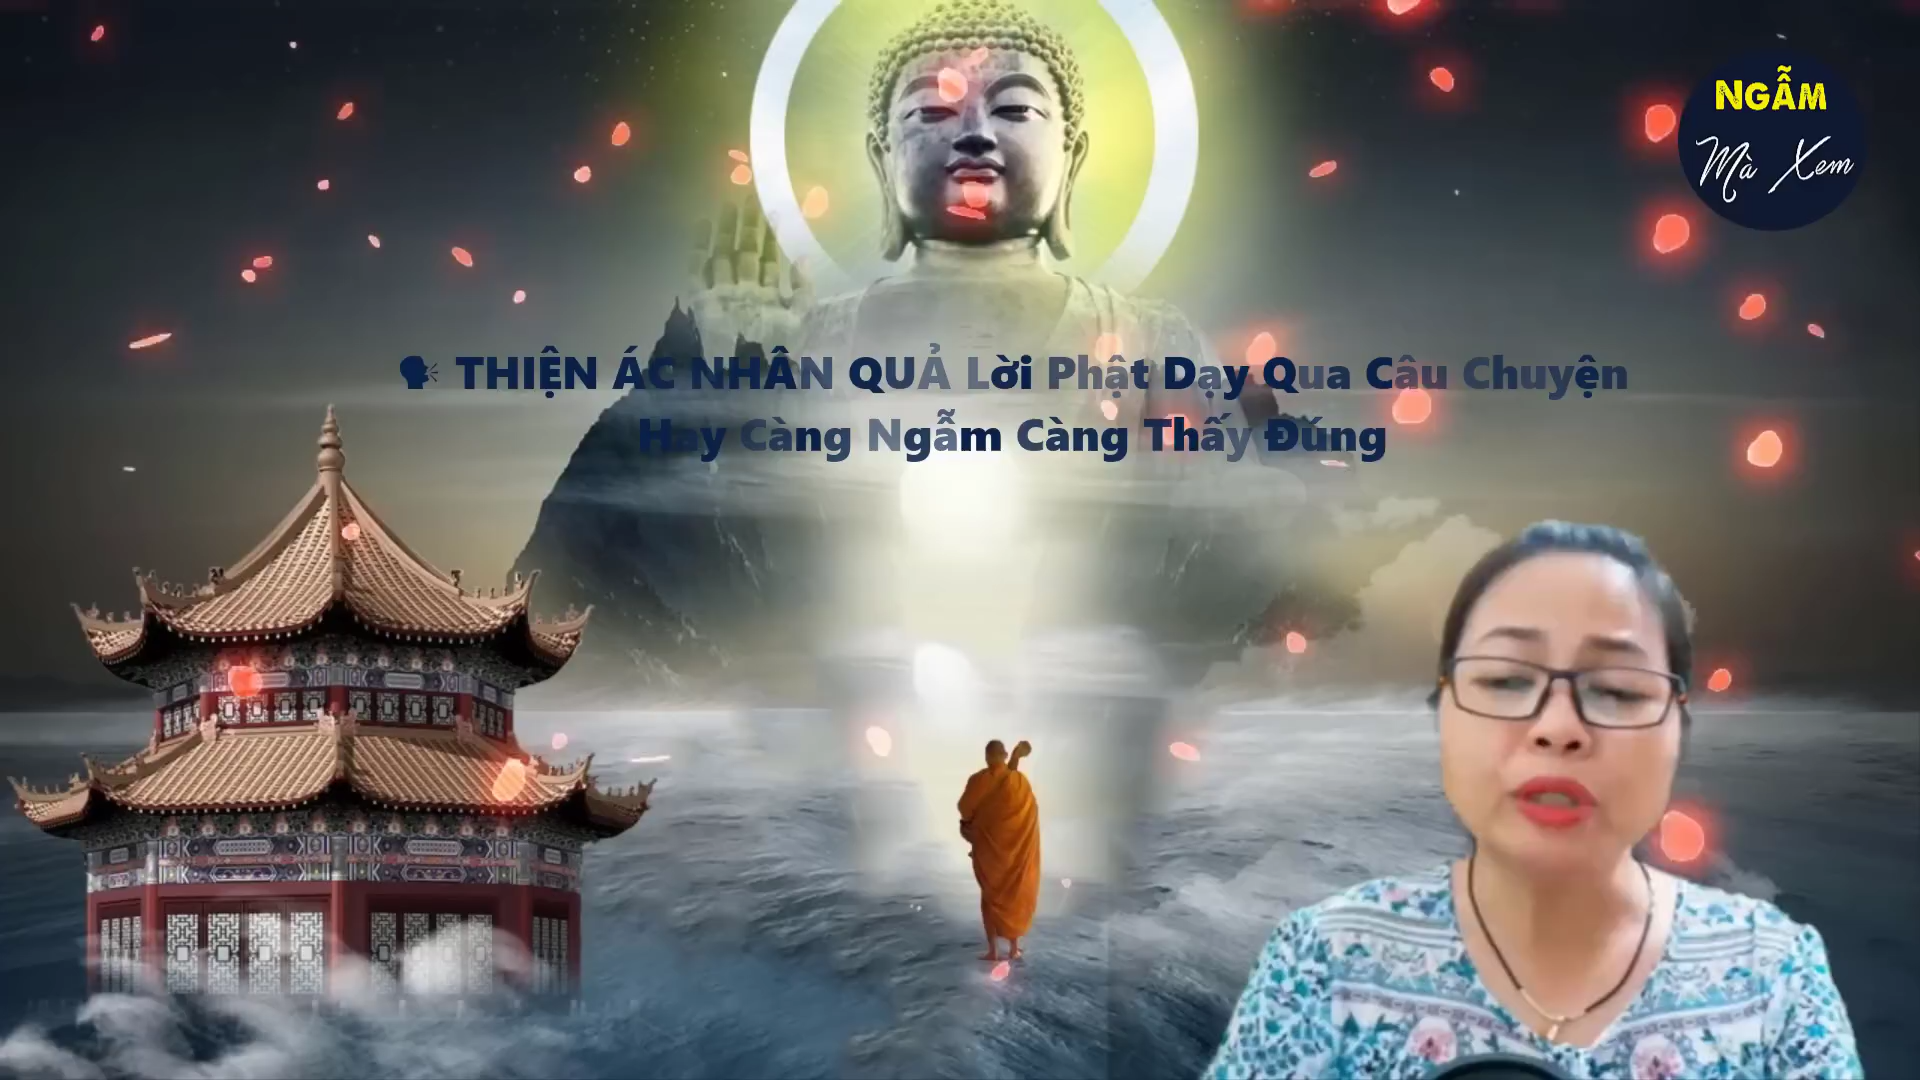 NGẪM
Mà Xem
🗣 THIỆN ÁC NHÂN QUẢ Lời Phật Dạy Qua Câu Chuyện
Hay Càng Ngẫm Càng Thấy Đúng